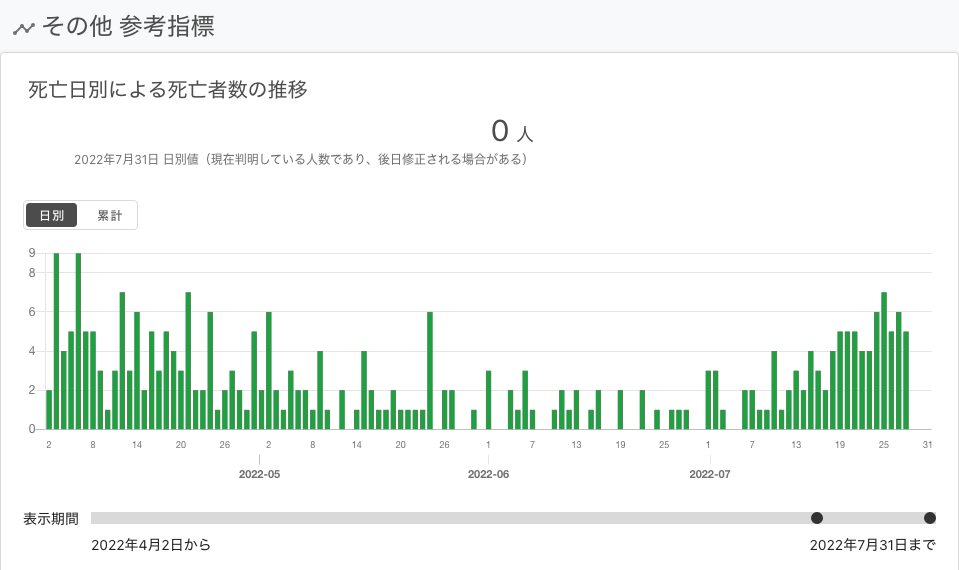 その他 参考指標
死亡日別による死亡者数の推移
0 人
2022年7月31日 日別値（現在判明している人数であり、後日修正される場合がある）
日別 累計
9
8
6
4
2
0
2 8 14 20 26 2 8 14 20 26 1 7 13 19 25 1 7 13 19 25 31
2022-05 2022-06 2022-07
表示期間
2022年4月2日から 2022年7月31日まで